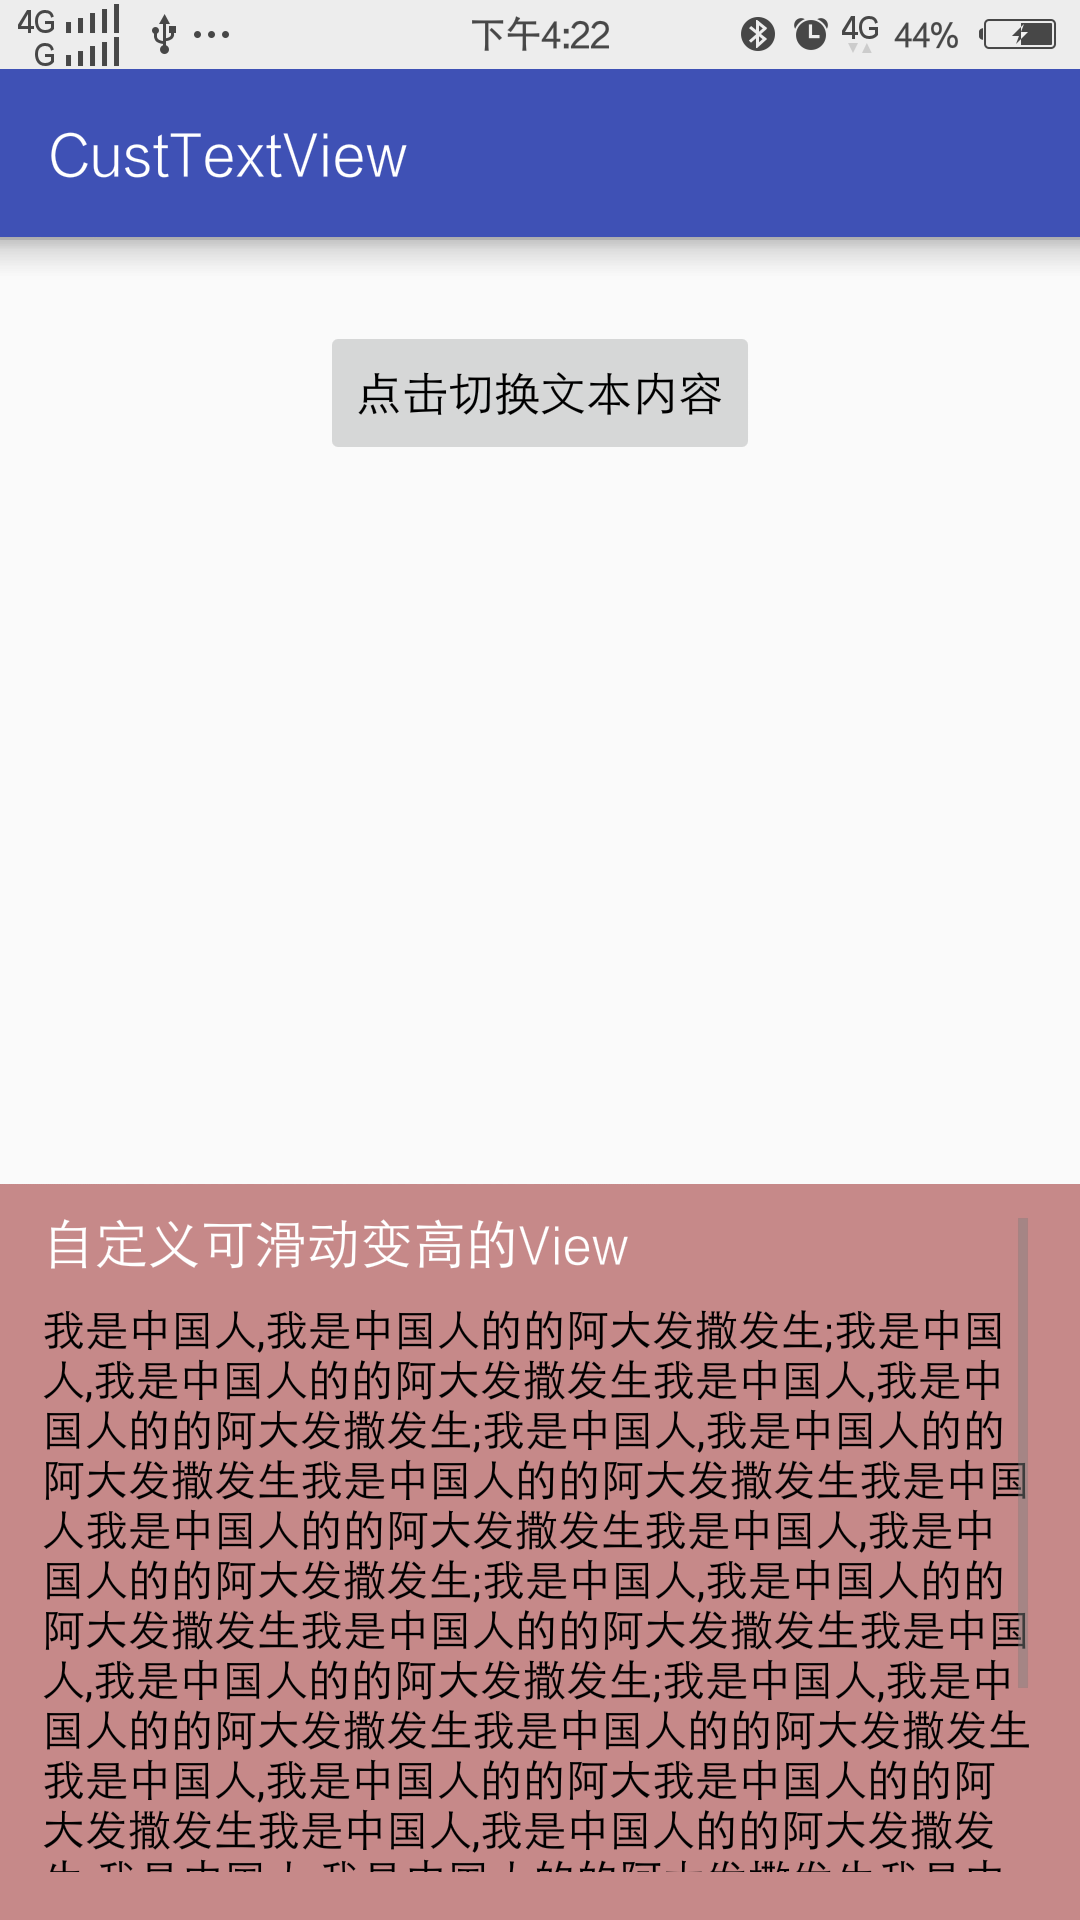 4G
G
下午4:22
4G
44%
CustTextView
点击切换文本内容
自定义可滑动变高的View
我是中国人,我是中国人的的阿大发撒发生;我是中国
人,我是中国人的的阿大发撒发生我是中国人,我是中
国人的的阿大发撒发生;我是中国人,我是中国人的的
阿大发撒发生我是中国人的的阿大发撒发生我是中国
人我是中国人的的阿大发撒发生我是中国人,我是中
国人的的阿大发撒发生;我是中国人,我是中国人的的
阿大发撒发生我是中国人的的阿大发撒发生我是中国
人,我是中国人的的阿大发撒发生;我是中国人,我是中
国人的的阿大发撒发生我是中国人的的阿大发撒发生
我是中国人,我是中国人的的阿大我是中国人的的阿
大发撒发生我是中国人,我是中国人的的阿大发撒发